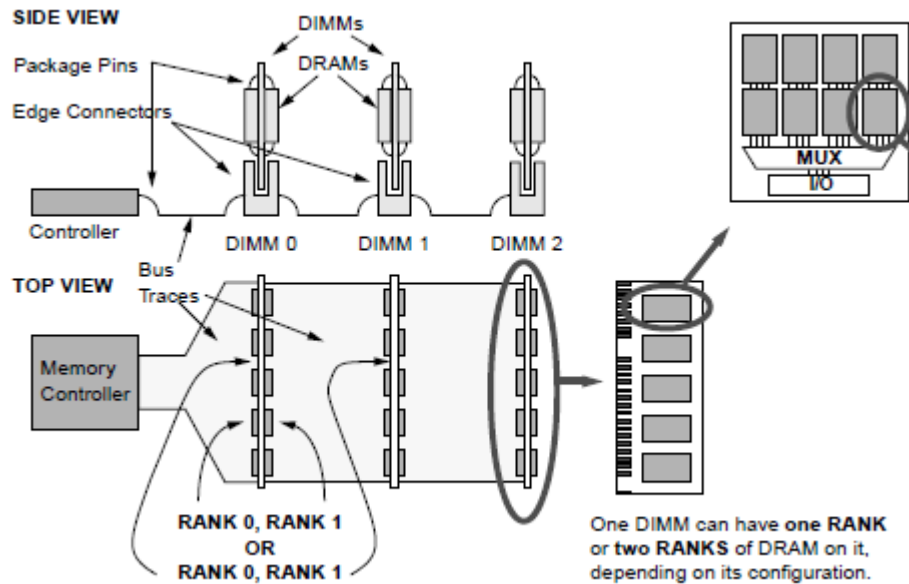 SIDE VIEW
DIMMs
Package Pins
DRAMs
Edge Connectors
MUX
I/O
Controller
DIMM 0
DIMM 1
DIMM 2
Bus
Traces
TOP VIEW
Memory
Controller
RANK 0, RANK 1
OR
RANK 0, RANK 1
One DIMM can have one RANK
or two RANKS of DRAM on it,
depending on its configuration.